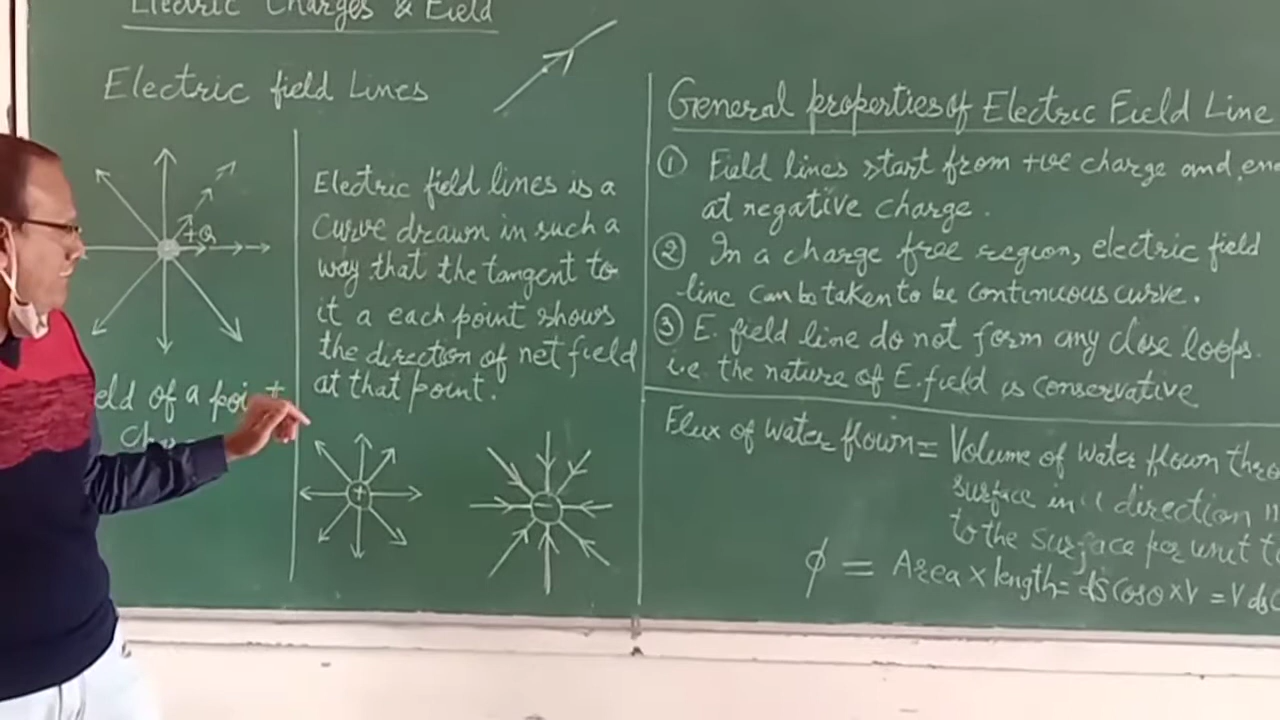 Electric Charges & Field
Electric field Lines
+Q
eld of a point
Electric field lines is a
Curve drawn in such a
way that the tangent to
it a each point shows
the direction of net field
at that point.
+
General properties of Electric Field Line
① Field lines start from +ve charge and en
at negative charge.
② In a charge free region, electric field
line can be taken to be continuous curve.
③ E. field line do not form any close loops.
i.e. the nature of E.field is conservative
Flux of water flown = Volume of water flown thro
surface in a direction 11
to the surface per unit t
ϕ = Area × length = dS Cosθ × V = V ds